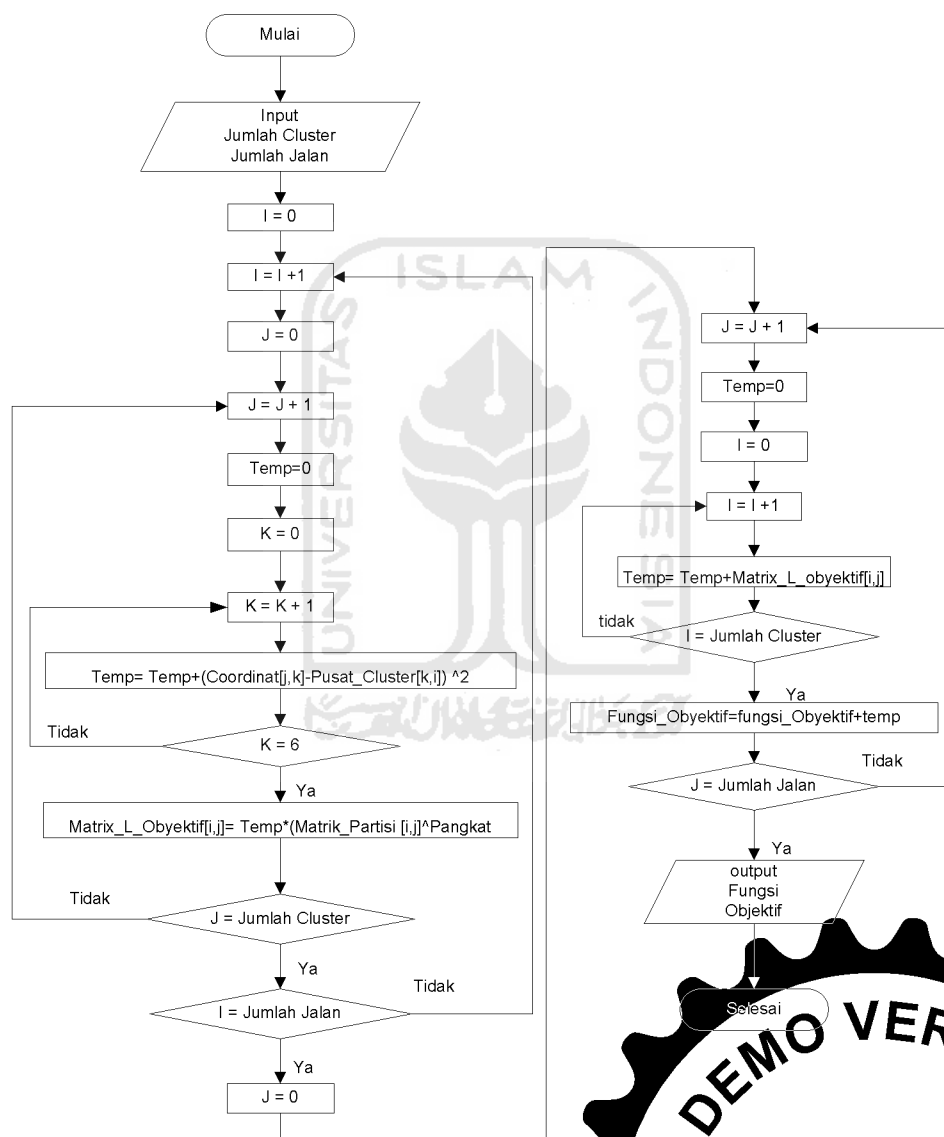 Mulai
Input
Jumlah Cluster
Jumlah Jalan
I = 0
I = I +1
J = 0
J = J + 1
Temp=0
K = 0
K = K + 1
Temp= Temp+(Coordinat[j,k]-Pusat_Cluster[k,i]) ^2
Tidak
K = 6
Ya
Matrix_L_Obyektif[i,j]= Temp*(Matrik_Partisi [i,j]^Pangkat
Tidak
J = Jumlah Cluster
Ya
Tidak
I = Jumlah Jalan
Ya
J = 0
J = J + 1
Temp=0
I = 0
I = I +1
Temp= Temp+Matrix_L_obyektif[i,j]
tidak
I = Jumlah Cluster
Ya
Fungsi_Obyektif=fungsi_Obyektif+temp
Tidak
J = Jumlah Jalan
Ya
output
Fungsi
Objektif
Selesai
UNIVERSITAS
ISLAM
INDONESIA
DEMO VER